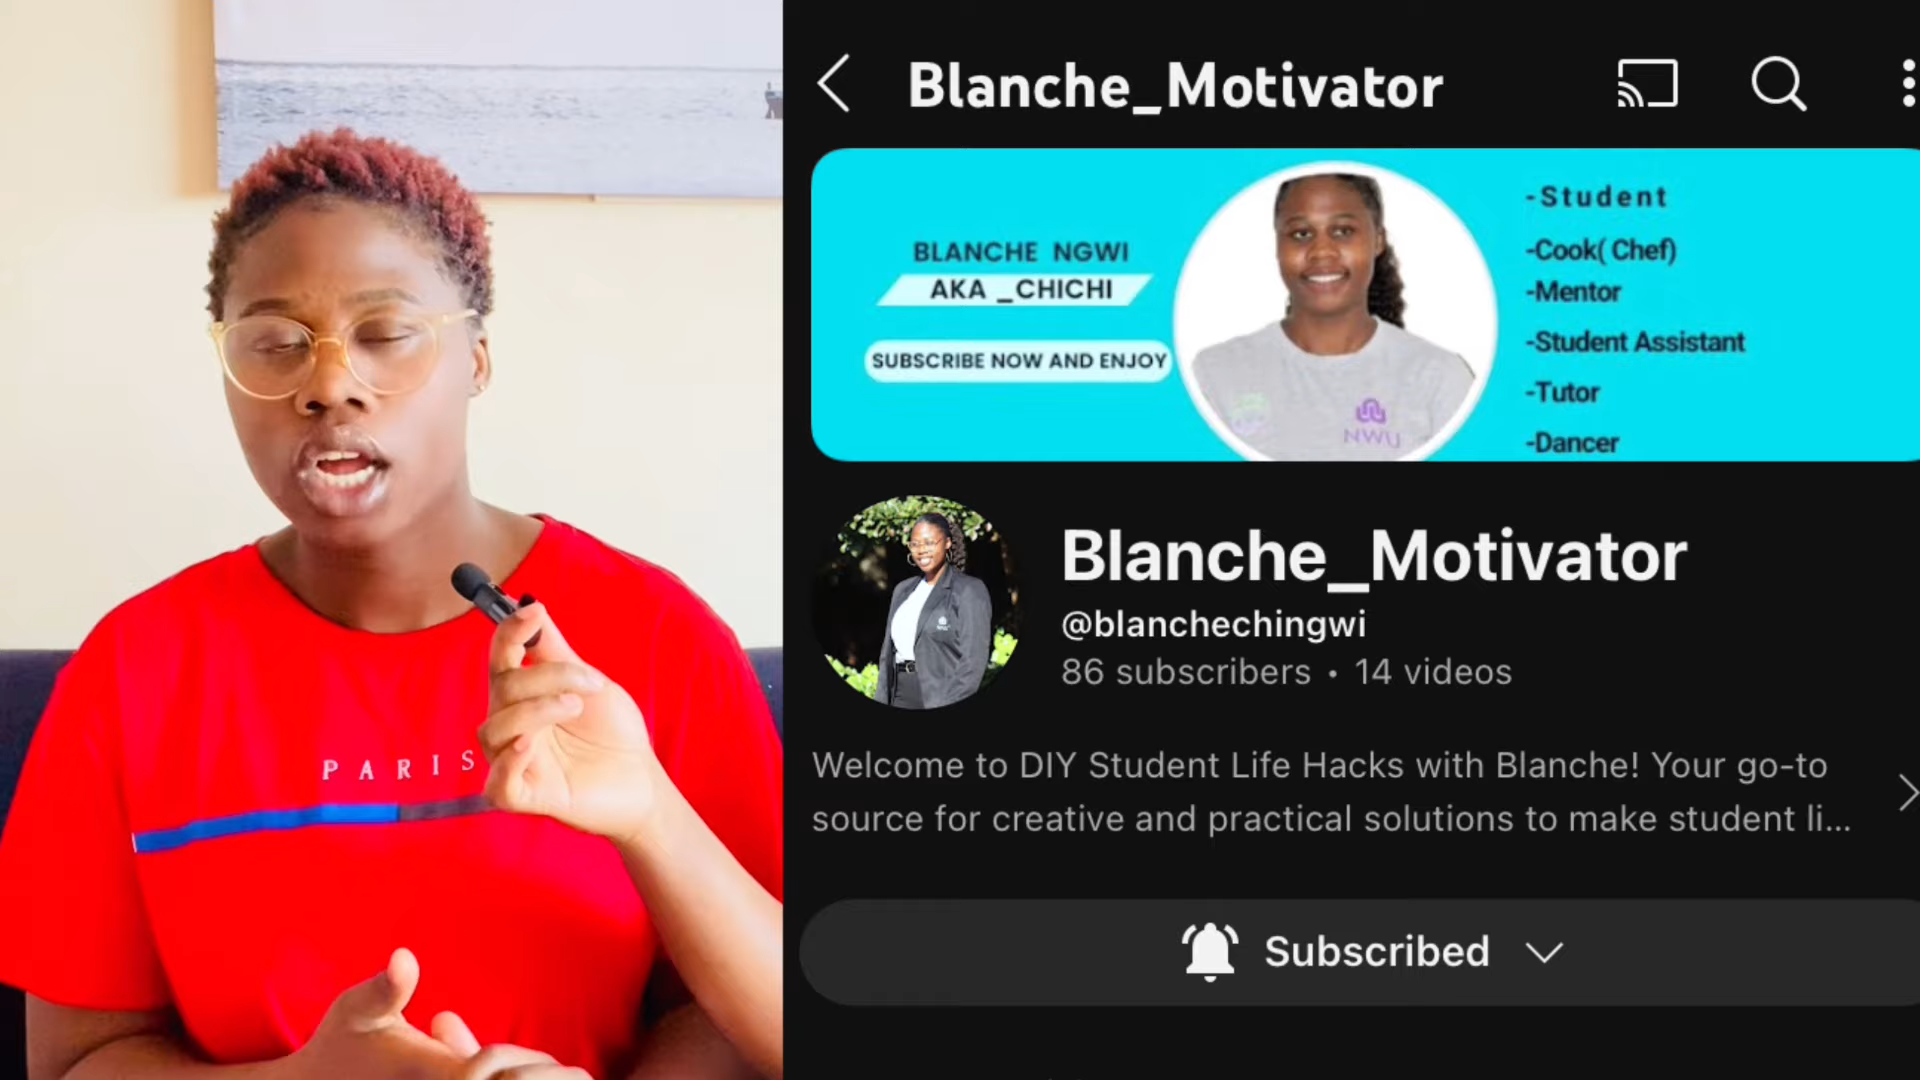 PARIS
Blanche_Motivator
BLANCHE NGWI
AKA _CHICHI
SUBSCRIBE NOW AND ENJOY
NWU
-Student
-Cook( Chef)
-Mentor
-Student Assistant
-Tutor
-Dancer
Blanche_Motivator
@blanchechingwi
86 subscribers • 14 videos
Welcome to DIY Student Life Hacks with Blanche! Your go-to
source for creative and practical solutions to make student li...
Subscribed